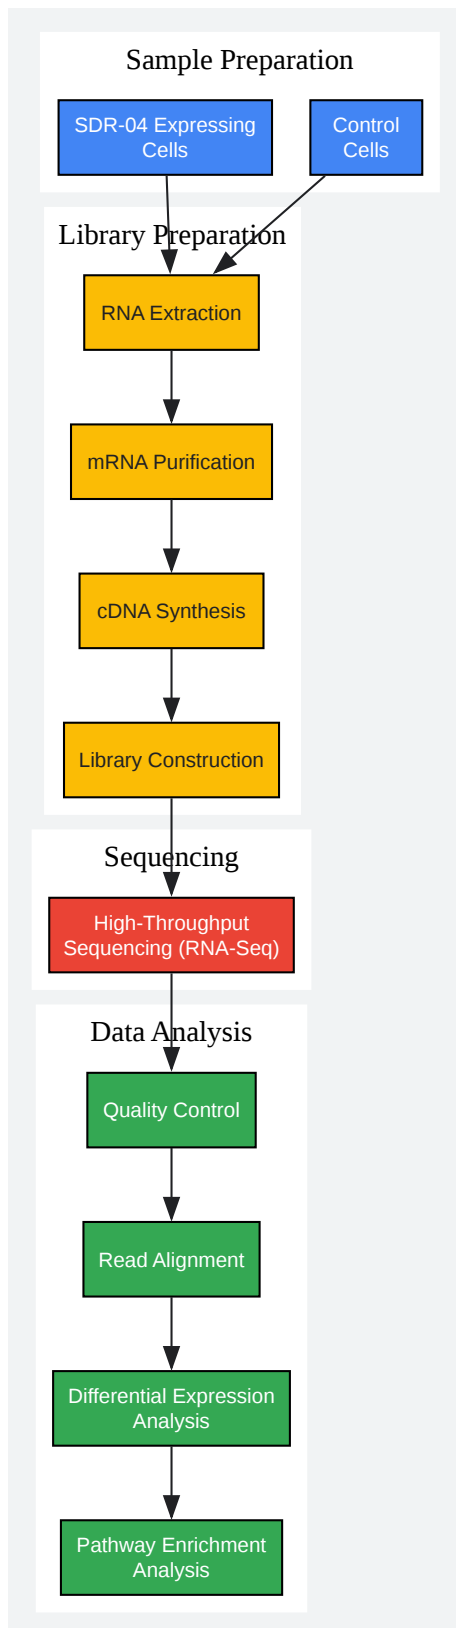 Sample Preparation
SDR-04 Expressing
Cells
Control
Cells
Library Preparation
RNA Extraction
mRNA Purification
cDNA Synthesis
Library Construction
Sequencing
High-Throughput
Sequencing (RNA-Seq)
Data Analysis
Quality Control
Read Alignment
Differential Expression
Analysis
Pathway Enrichment
Analysis